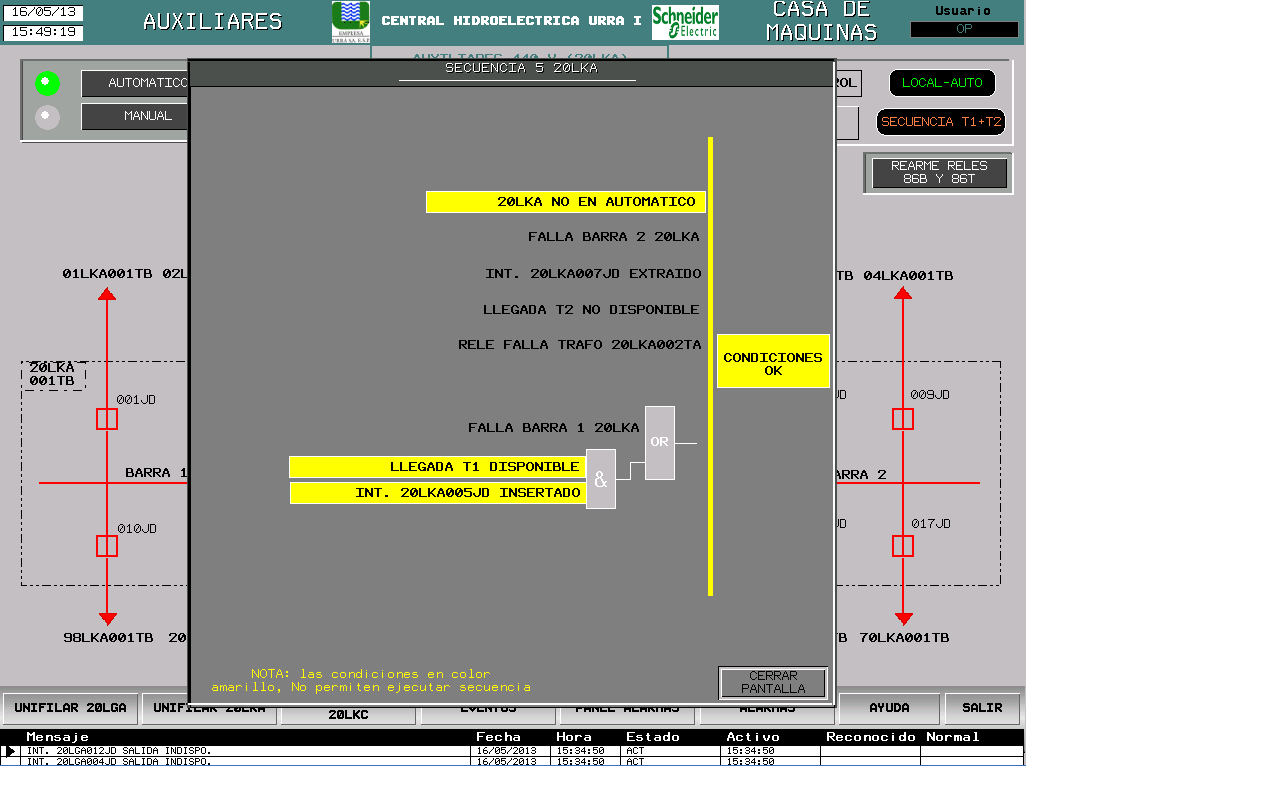 16/05/13
15:49:19
AUXILIARES
EMPRESA
URRÁ S.A. E.S.P
CENTRAL HIDROELECTRICA URRA I
Schneider
Electric
CASA DE
MAQUINAS
Usuario
OP
AUXILIARES 440 V (20LKA)
SECUENCIA 5 20LKA
AUTOMATICO
MANUAL
ROL
LOCAL-AUTO
SECUENCIA T1+T2
REARME RELES
86B Y 86T
20LKA NO EN AUTOMATICO
FALLA BARRA 2 20LKA
INT. 20LKA007JD EXTRAIDO
LLEGADA T2 NO DISPONIBLE
RELE FALLA TRAFO 20LKA002TA
CONDICIONES
OK
FALLA BARRA 1 20LKA
OR
LLEGADA T1 DISPONIBLE
&
INT. 20LKA005JD INSERTADO
01LKA001TB 02L
TB 04LKA001TB
20LKA
001TB
001JD
JD
009JD
BARRA 1
ARRA 2
010JD
JD
017JD
98LKA001TB 20
TB 70LKA001TB
NOTA: las condiciones en color
amarillo, No permiten ejecutar secuencia
CERRAR
PANTALLA
UNIFILAR 20LGA
UNIFILAR 20LKA
20LKC
EVENTOS
PANEL ALARMAS
ALARMAS
AYUDA
SALIR
Mensaje Fecha Hora Estado Activo Reconocido Normal
INT. 20LGA012JD SALIDA INDISPO. 16/05/2013 15:34:50 ACT 15:34:50
INT. 20LGA004JD SALIDA INDISPO. 16/05/2013 15:34:50 ACT 15:34:50